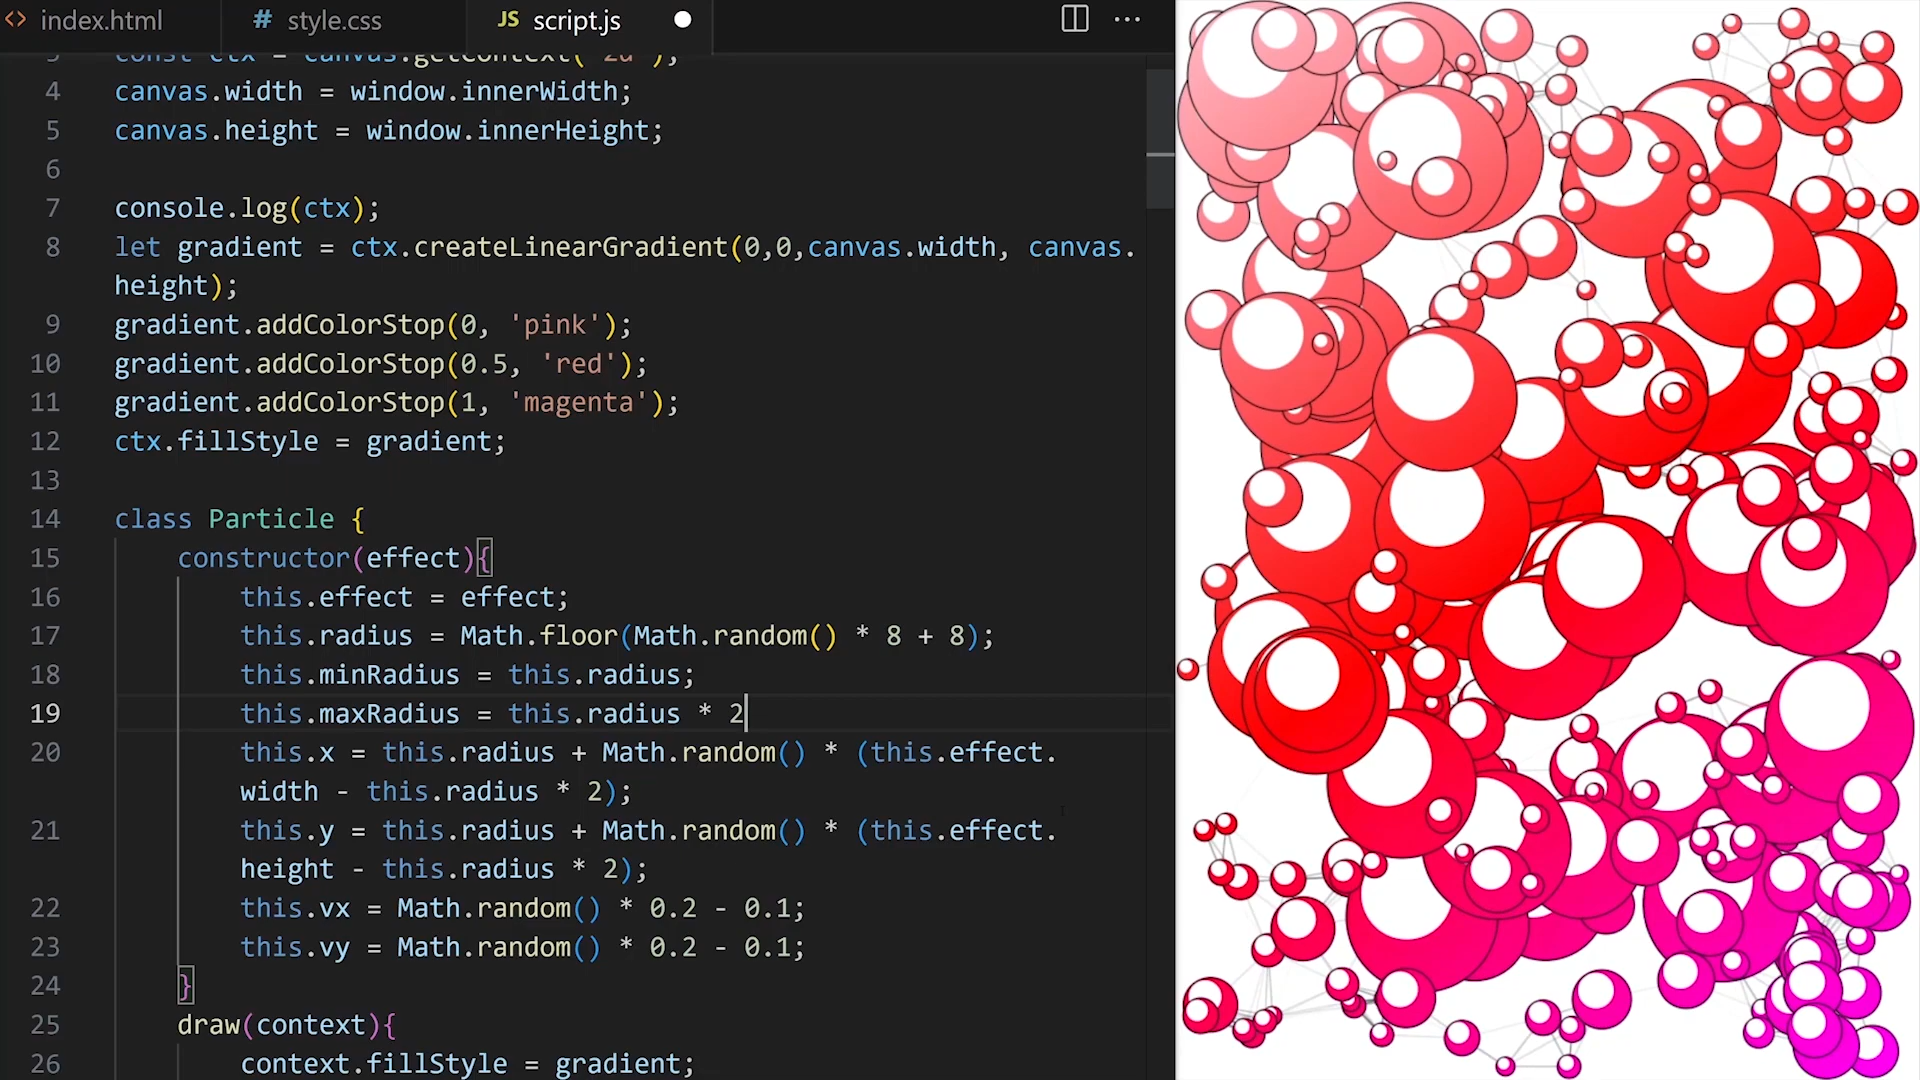 index.html
# style.css
JS script.js
3 const ctx = canvas.getContext('2d');
4 canvas.width = window.innerWidth;
5 canvas.height = window.innerHeight;
6
7 console.log(ctx);
8 let gradient = ctx.createLinearGradient(0,0,canvas.width, canvas.
height);
9 gradient.addColorStop(0, 'pink');
10 gradient.addColorStop(0.5, 'red');
11 gradient.addColorStop(1, 'magenta');
12 ctx.fillStyle = gradient;
13
14 class Particle {
15 constructor(effect){
16 this.effect = effect;
17 this.radius = Math.floor(Math.random() * 8 + 8);
18 this.minRadius = this.radius;
19 this.maxRadius = this.radius * 2
20 this.x = this.radius + Math.random() * (this.effect.
width - this.radius * 2);
21 this.y = this.radius + Math.random() * (this.effect.
height - this.radius * 2);
22 this.vx = Math.random() * 0.2 - 0.1;
23 this.vy = Math.random() * 0.2 - 0.1;
24 }
25 draw(context){
26 context.fillStyle = gradient;